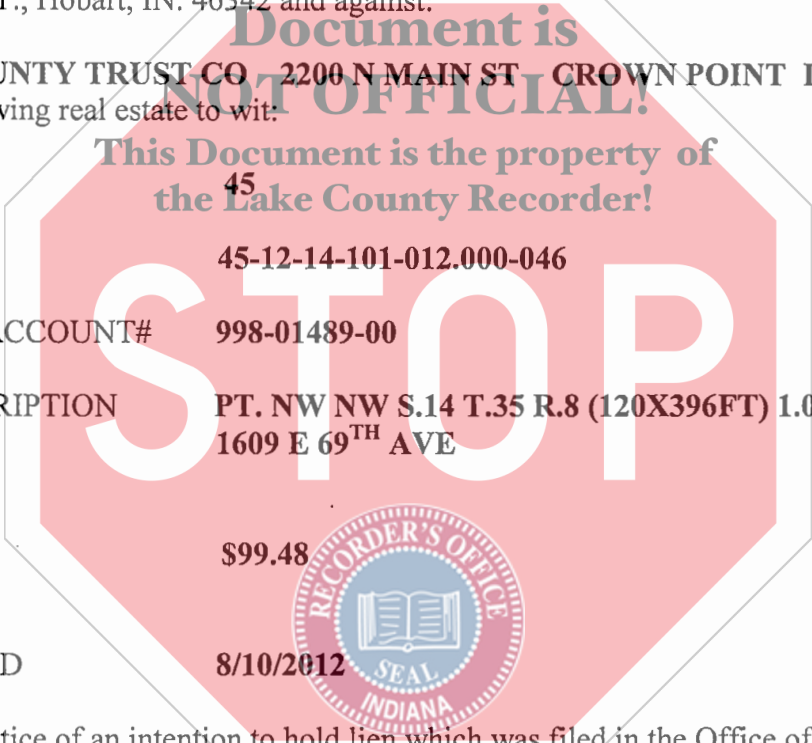 T., Hobart, IN. 46342 and against:
Document is
UNTY TRUST CO 2200 N MAIN ST CROWN POINT I
NOT OFFICIAL!
ving real estate to wit:
This Document is the property of
45
the Lake County Recorder!
45-12-14-101-012.000-046
STOP
ACCOUNT# 998-01489-00
RIPTION PT. NW NW S.14 T.35 R.8 (120X396FT) 1.0
1609 E 69TH AVE
$99.48
RECORDER'S OFFICE
SEAL
INDIANA
D 8/10/2012
tice of an intention to hold lien which was filed in the Office of